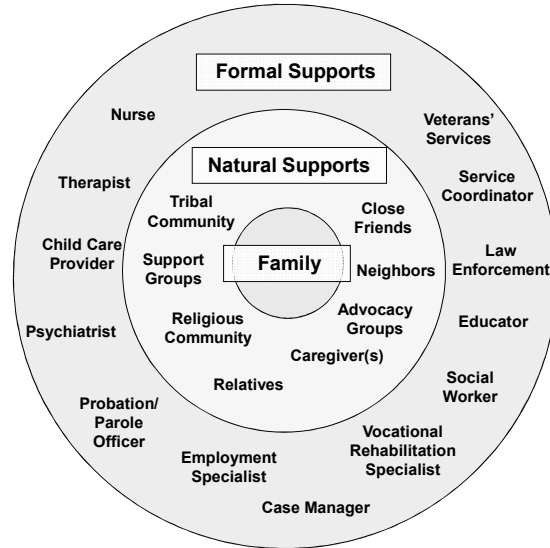 Formal Supports
Nurse
Veterans'
Services
Natural Supports
Therapist
Service
Coordinator
Tribal
Community
Close
Friends
Child Care
Provider
Support
Groups
Family
Neighbors
Law
Enforcement
Religious
Community
Advocacy
Groups
Psychiatrist
Educator
Caregiver(s)
Relatives
Social
Worker
Probation/
Parole
Officer
Employment
Specialist
Vocational
Rehabilitation
Specialist
Case Manager